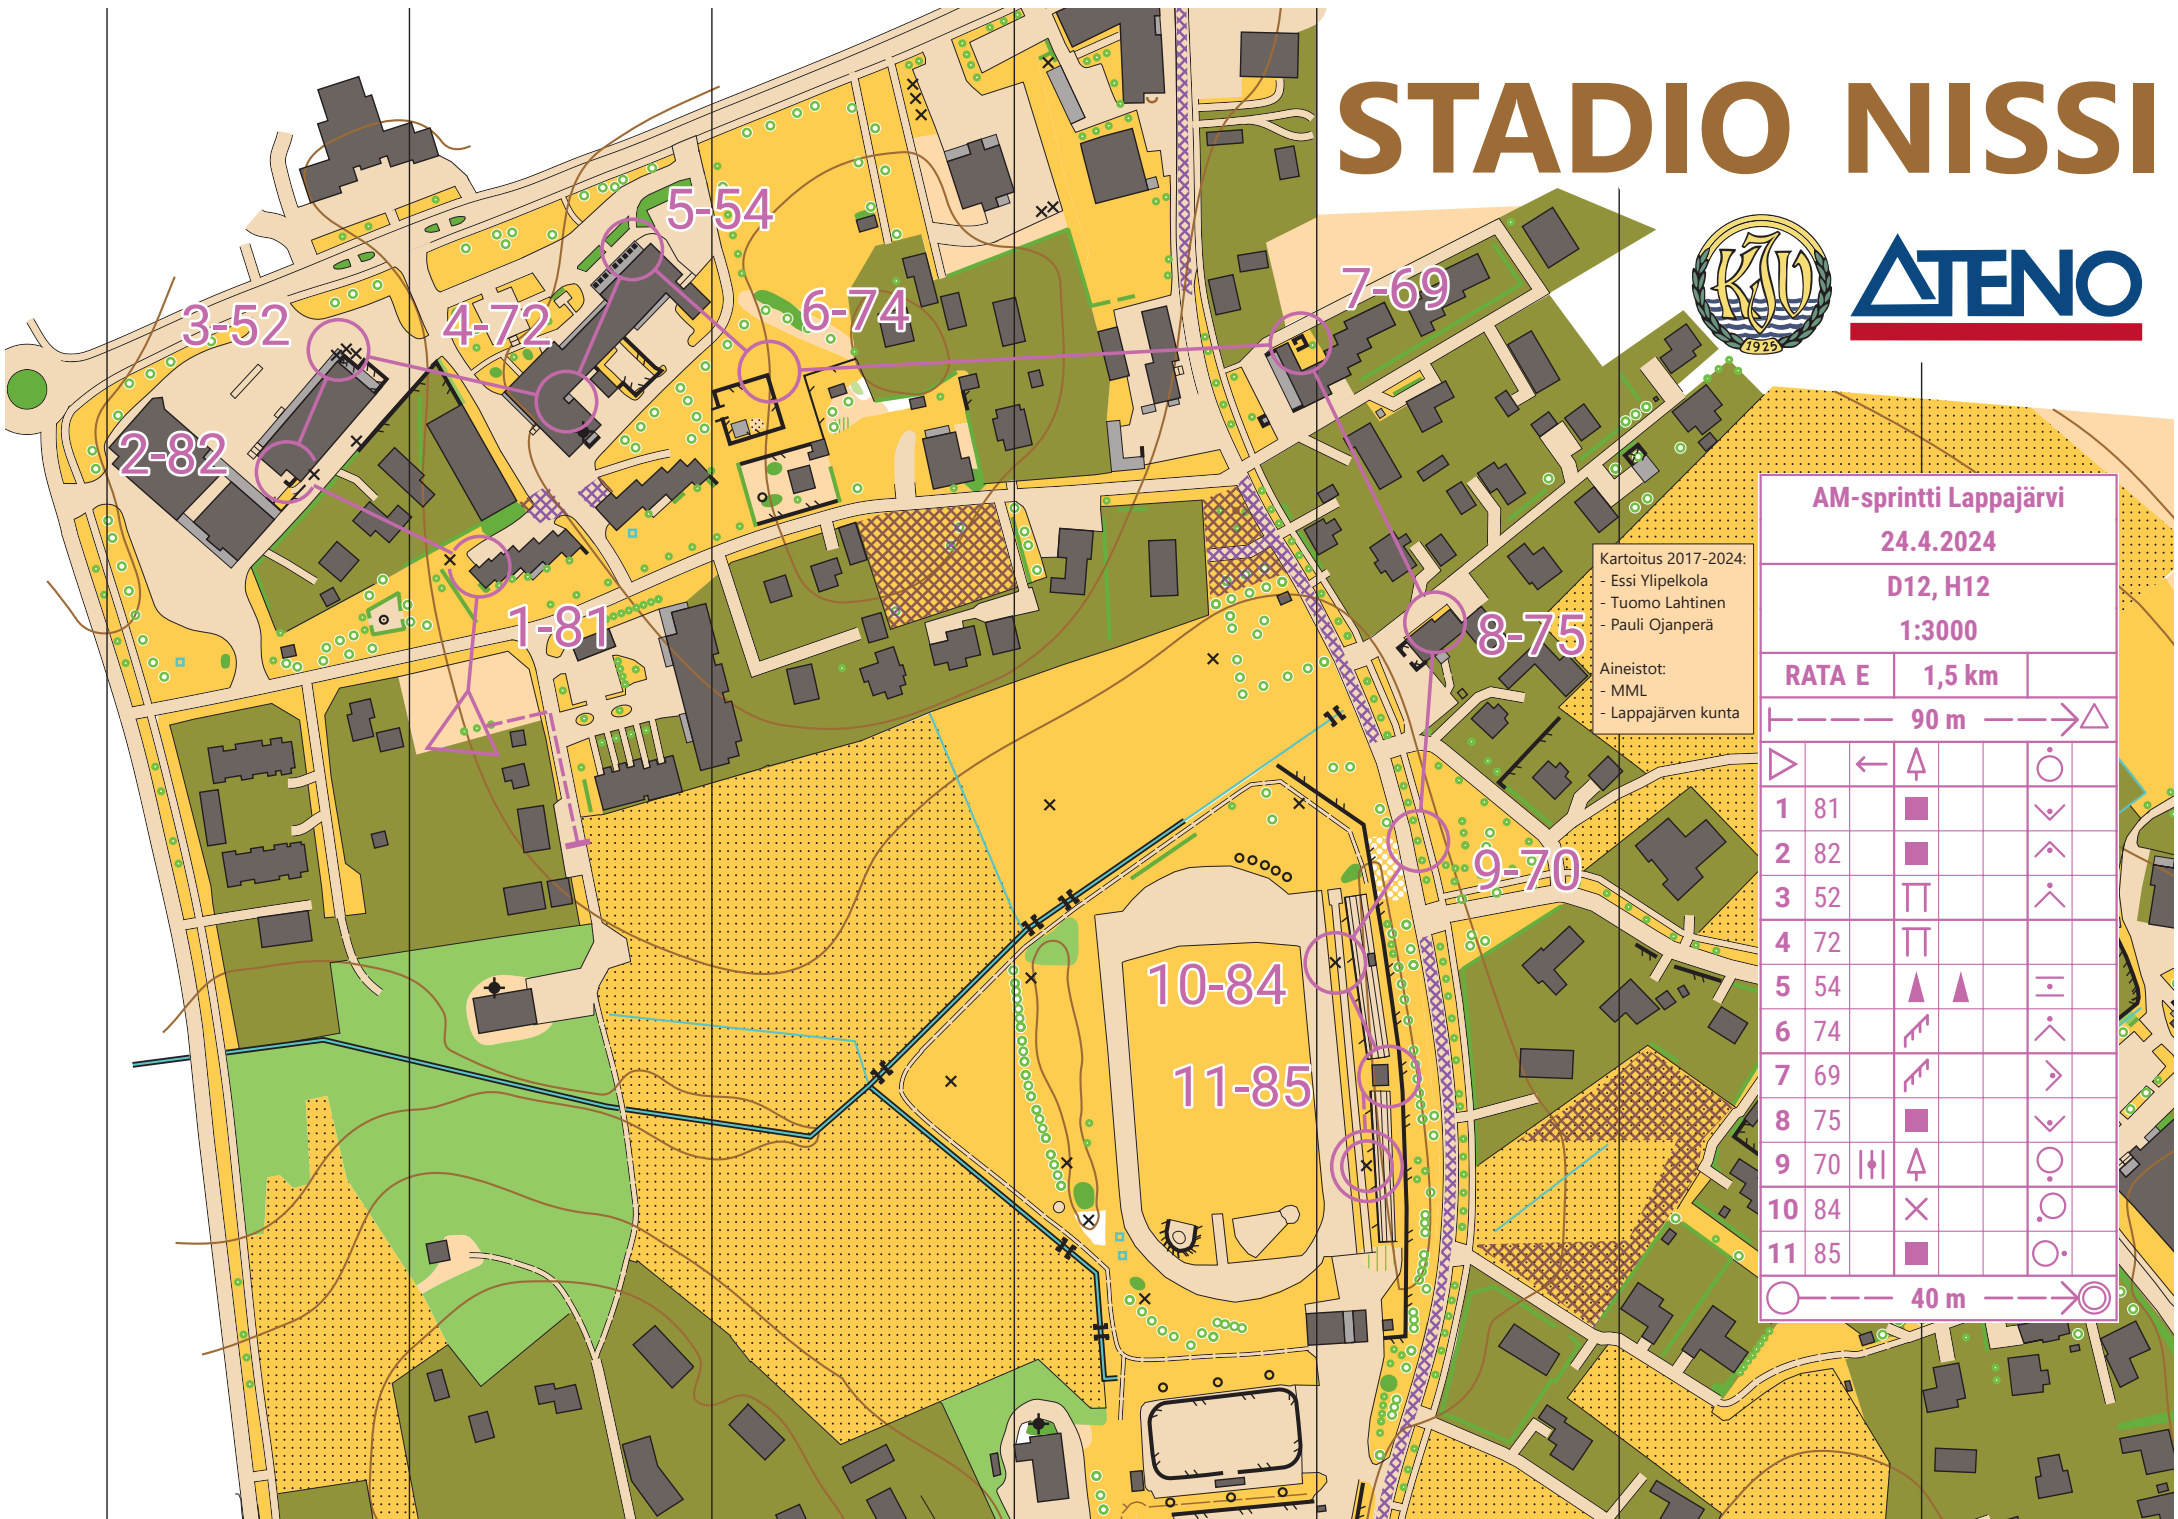 STADIO NISSI
KJV
1925
ATENO
5-54
7-69
6-74
3-52
4-72
2-82
1-81
8-75
9-70
10-84
11-85
Kartoitus 2017-2024:
- Essi Ylipelkola
- Tuomo Lahtinen
- Pauli Ojanperä
Aineistot:
- MML
- Lappajärven kunta
AM-sprintti Lappajärvi
24.4.2024
D12, H12
1:3000
RATA E 1,5 km
90 m
1 81
2 82
3 52
4 72
5 54
6 74
7 69
8 75
9 70
10 84
11 85
40 m